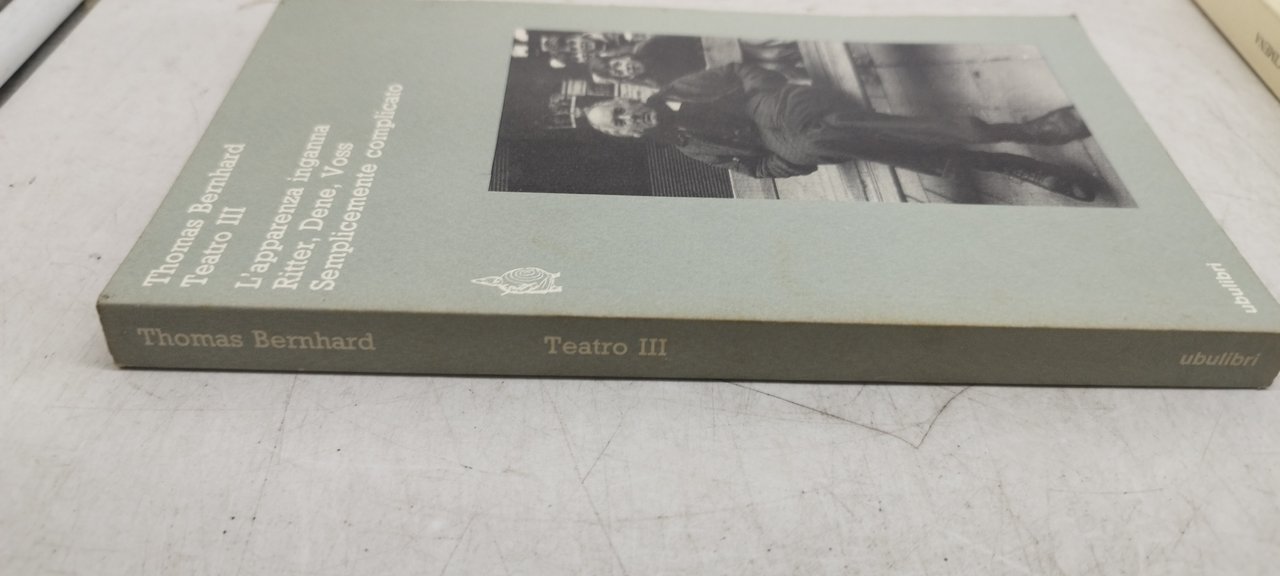 Thomas Bernhard
Teatro III
L'apparenza inganna
Ritter, Dene, Voss
Semplicemente complicato
ubulibri
Thomas Bernhard
Teatro III
ubulibri